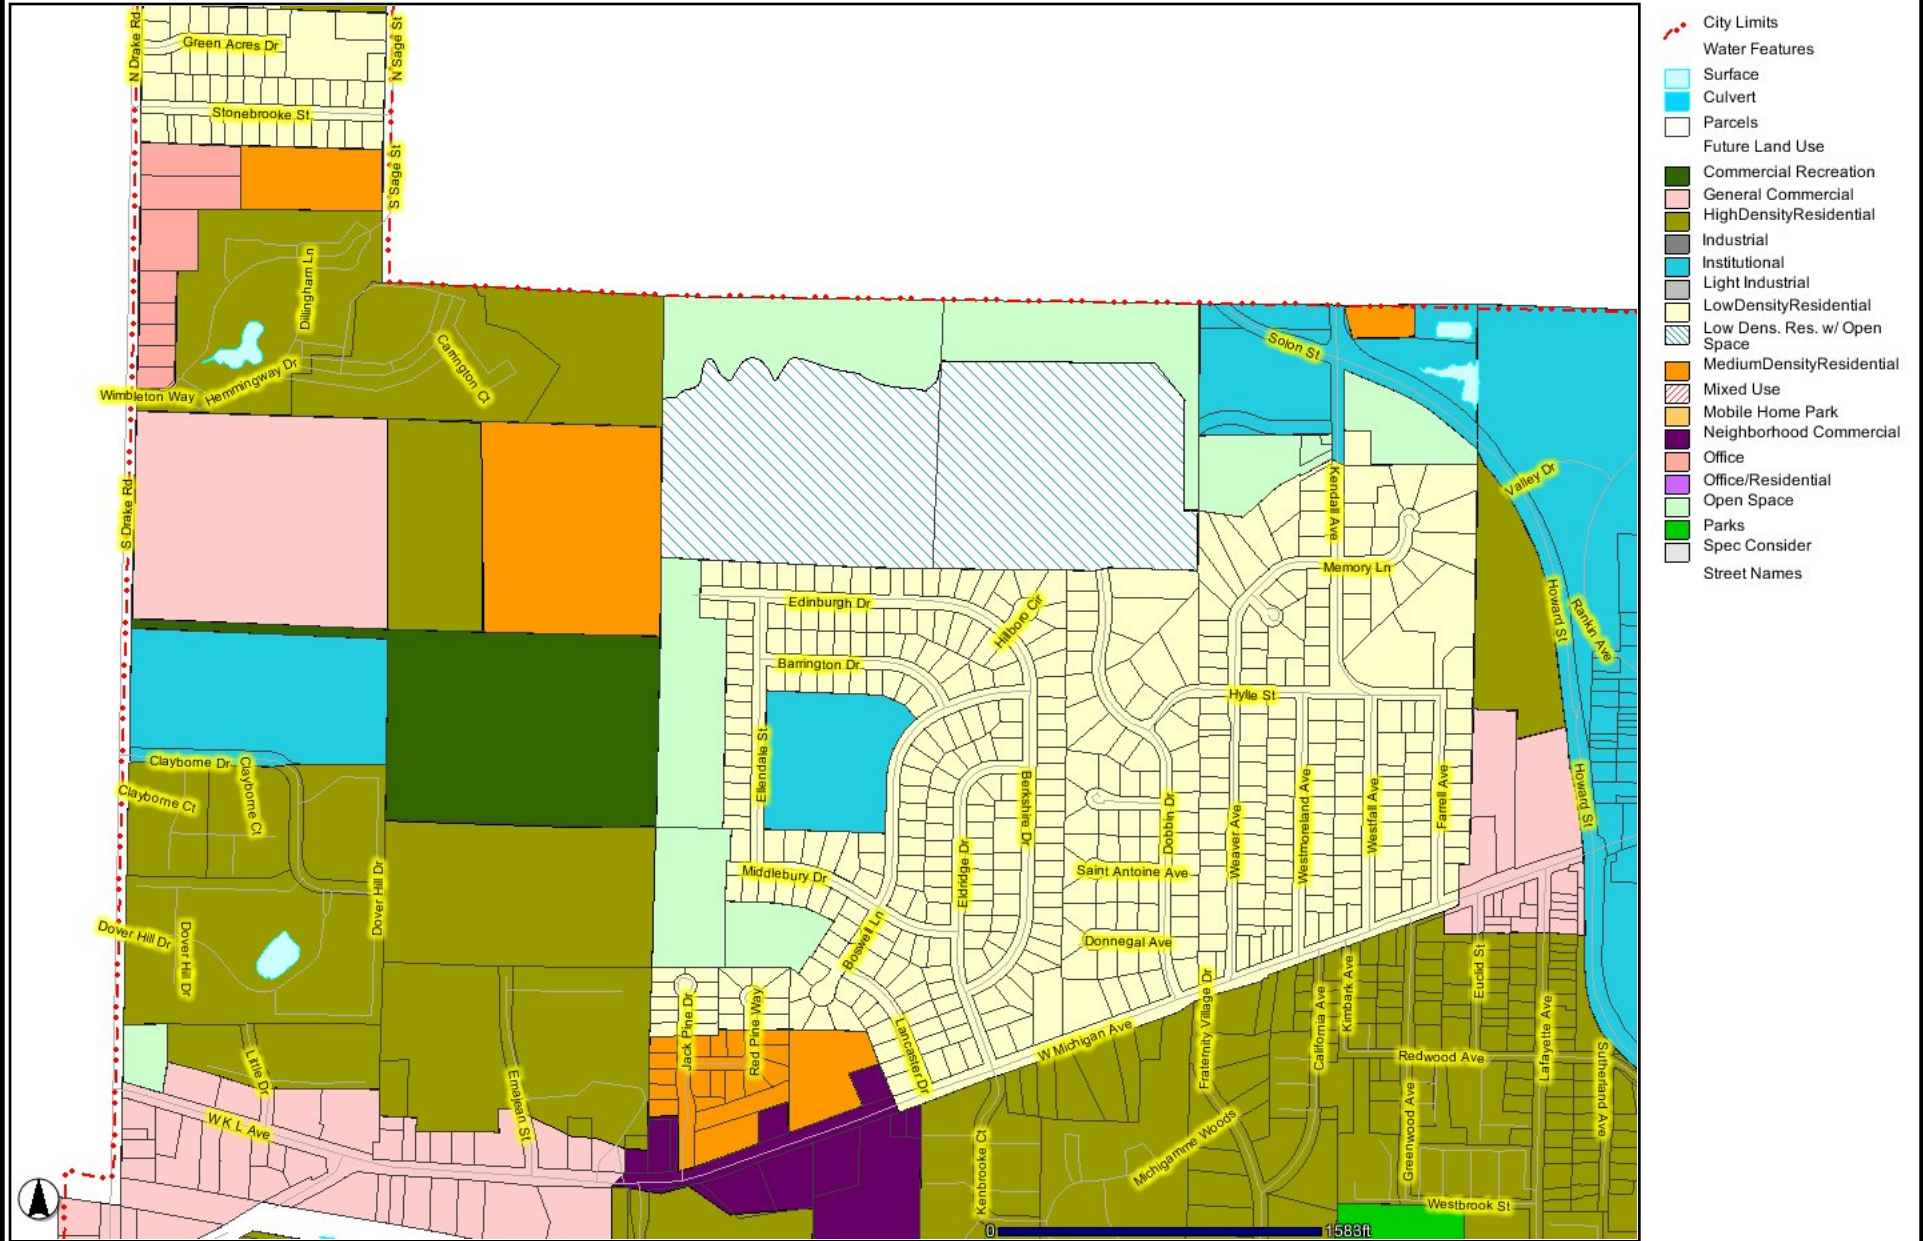 N Drake Rd
Green Acres Dr
N Sage St
Stonebrooke St
S Sage St
Dillingham Ln
Hemmingway Dr
Carrington Ct
Wimbleton Way
Solon St
S Drake Rd
Kendall Ave
Valley Dr
Memory Ln
Edinburgh Dr
Hillboro Cir
Howard St
Rankin Ave
Barrington Dr
Hylle St
Ellendale St
Clayborne Dr
Clayborne Ct
Clayborne Ct
Berkshire Dr
Dobbin Dr
Weaver Ave
Westmoreland Ave
Westfall Ave
Farrell Ave
Howard St
Middlebury Dr
Eldridge Dr
Saint Antoine Ave
Dover Hill Dr
Dover Hill Dr
Dover Hill Dr
Boswell Ln
Donnegal Ave
Fraternity Village Dr
California Ave
Kimbark Ave
Euclid St
Lafayette Ave
Jack Pine Dr
Red Pine Way
Lancaster Dr
W Michigan Ave
Redwood Ave
Sutherland Ave
Little Dr
Emajean St
W K L Ave
Greenwood Ave
Michigamme Woods
Kenbrooke Ct
Westbrook St
0
1583ft
City Limits
Water Features
Surface
Culvert
Parcels
Future Land Use
Commercial Recreation
General Commercial
HighDensityResidential
Industrial
Institutional
Light Industrial
LowDensityResidential
Low Dens. Res. w/ Open
Space
MediumDensityResidential
Mixed Use
Mobile Home Park
Neighborhood Commercial
Office
Office/Residential
Open Space
Parks
Spec Consider
Street Names